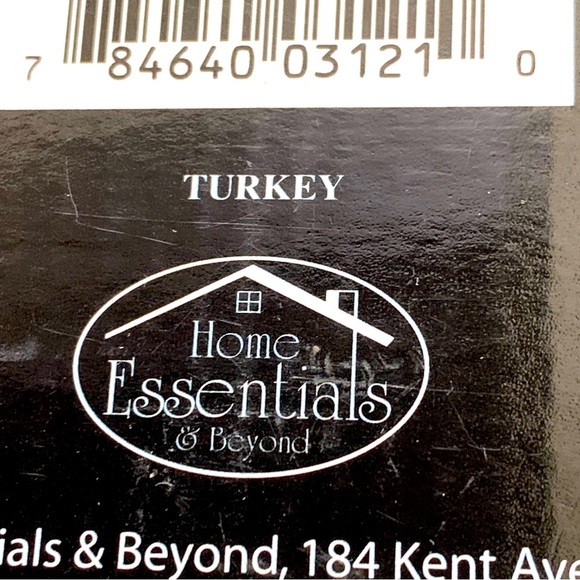 7 84640 03121 0
TURKEY
Home
Essentials
& Beyond
ials & Beyond, 184 Kent Ave